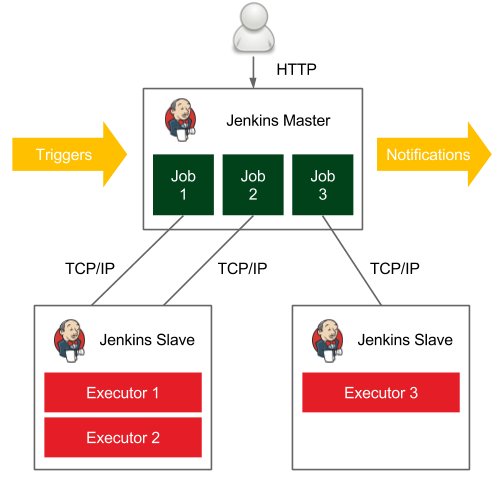 HTTP
Jenkins Master
Triggers
Notifications
Job
1
Job
2
Job
3
TCP/IP
TCP/IP
TCP/IP
Jenkins Slave
Executor 1
Executor 2
Jenkins Slave
Executor 3